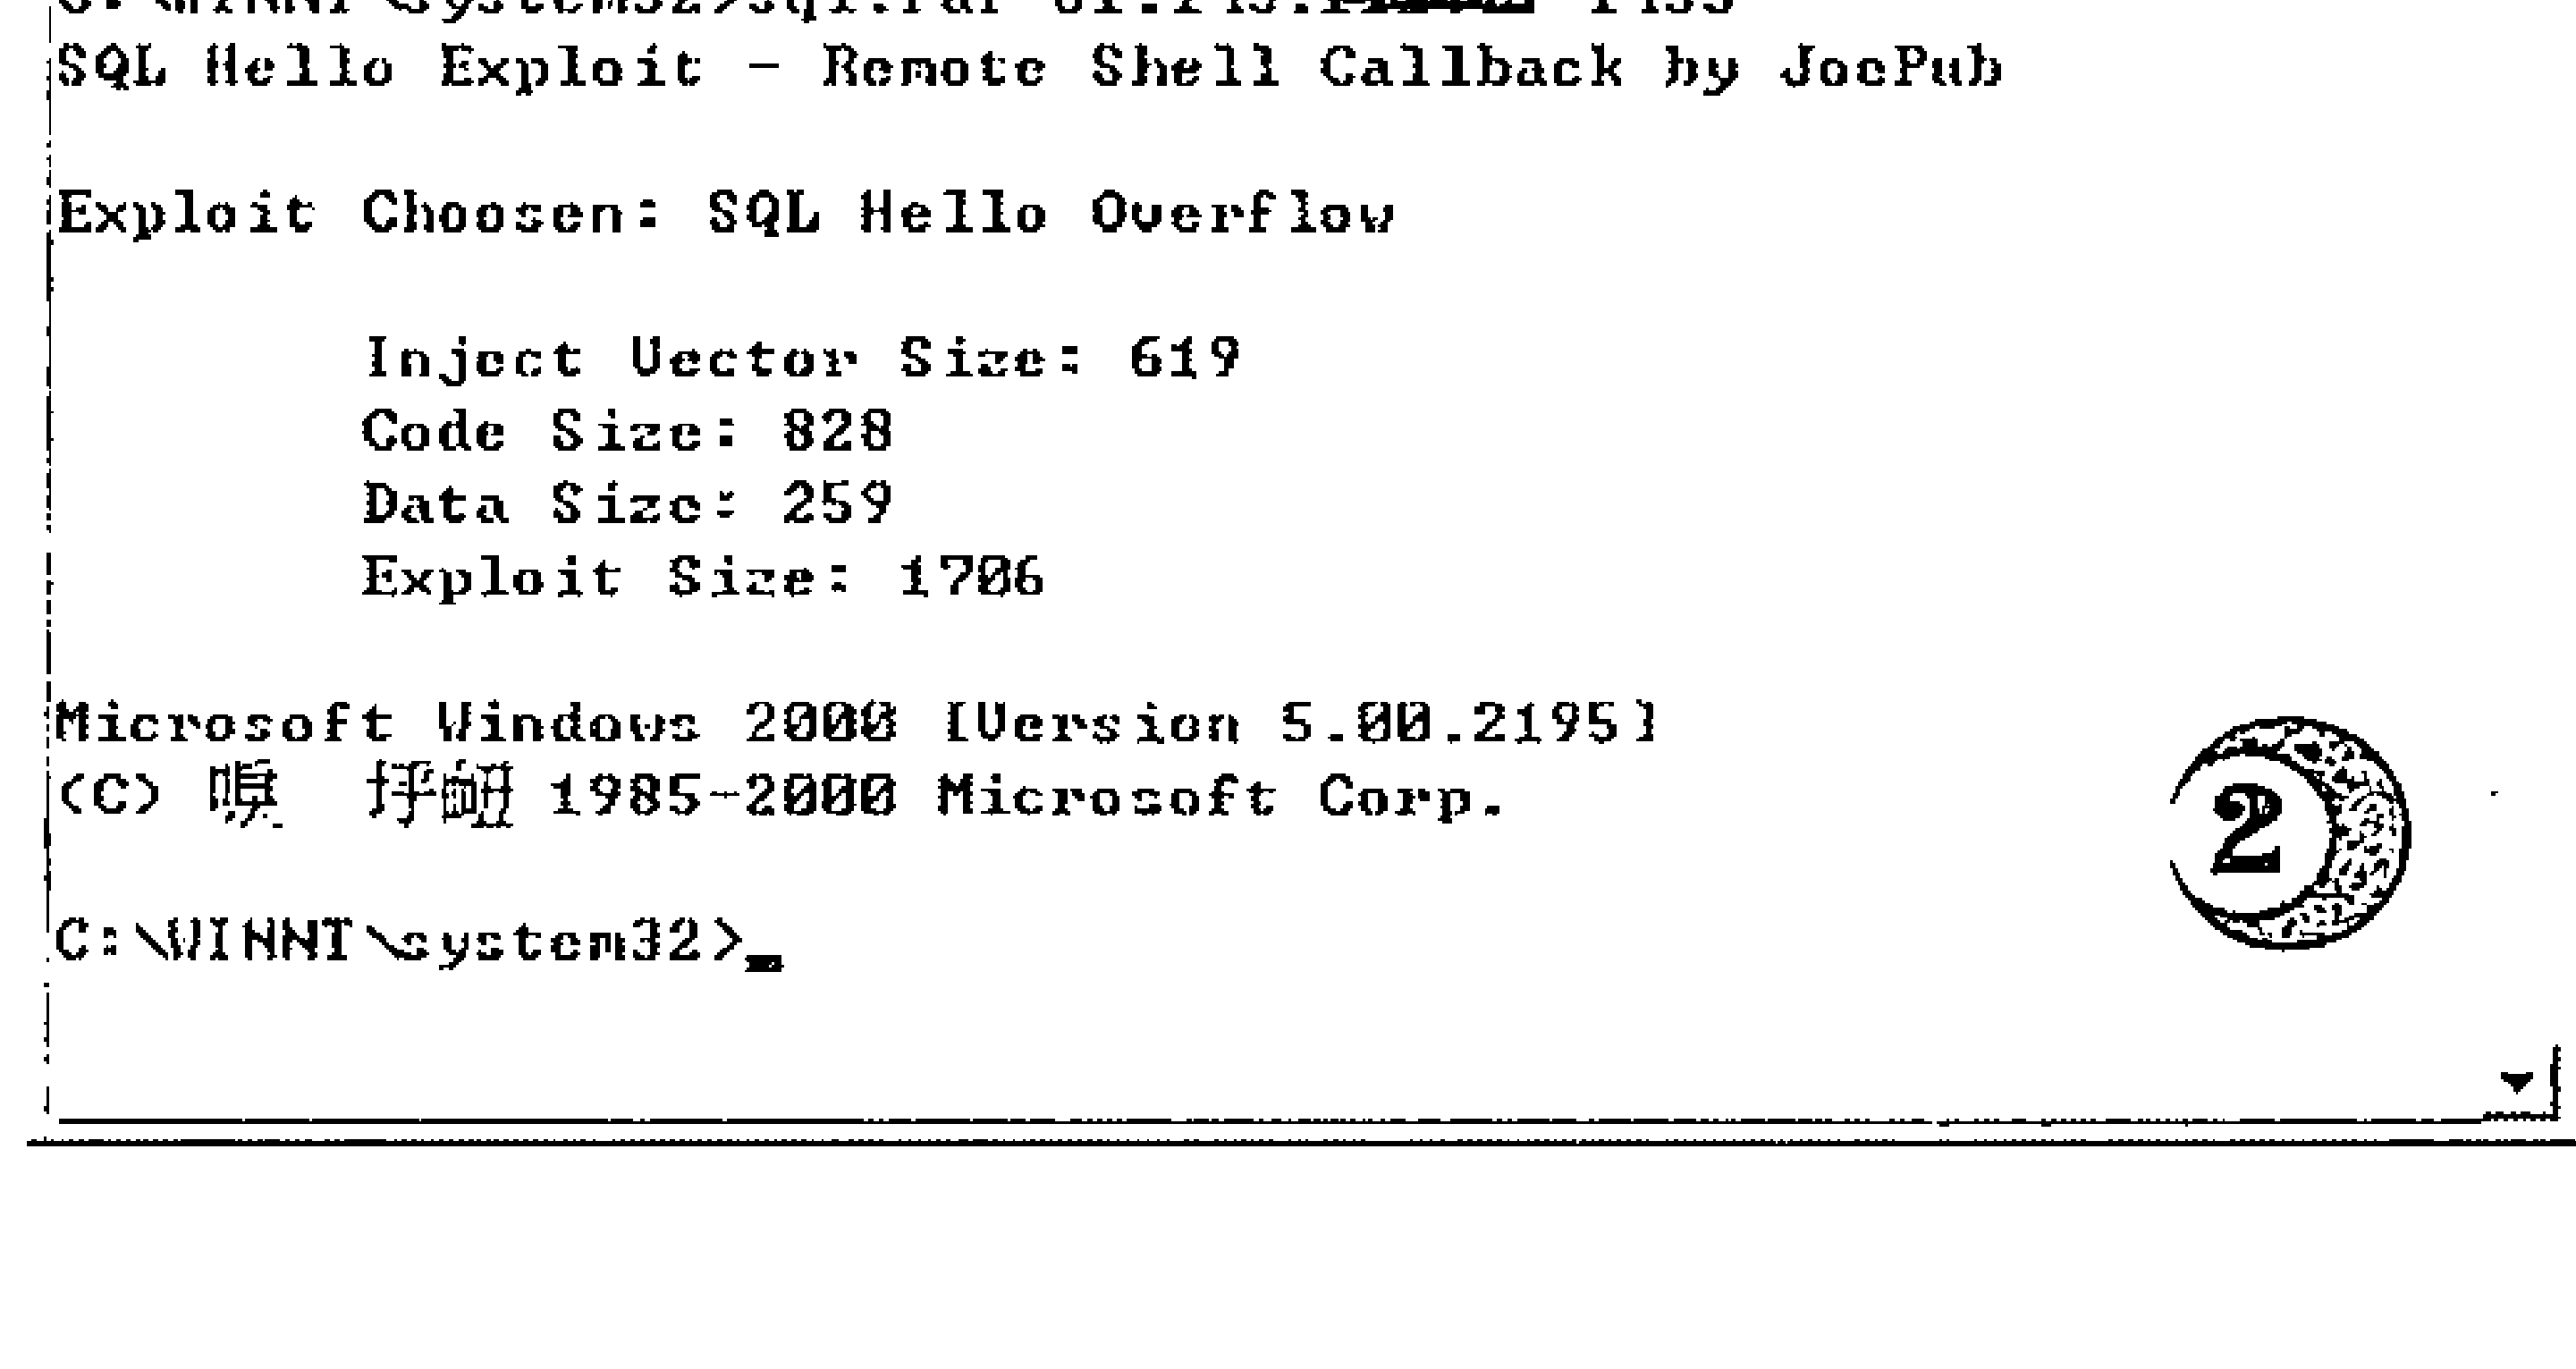 SQL Hello Exploit - Remote Shell Callback by JoePub
Exploit Choosen: SQL Hello Overflow
Inject Vector Size: 619
Code Size: 828
Data Size: 259
Exploit Size: 1706
Microsoft Windows 2000 [Version 5.00.2195]
(C) 1985-2000 Microsoft Corp.
2
C:\WINNT\system32>_